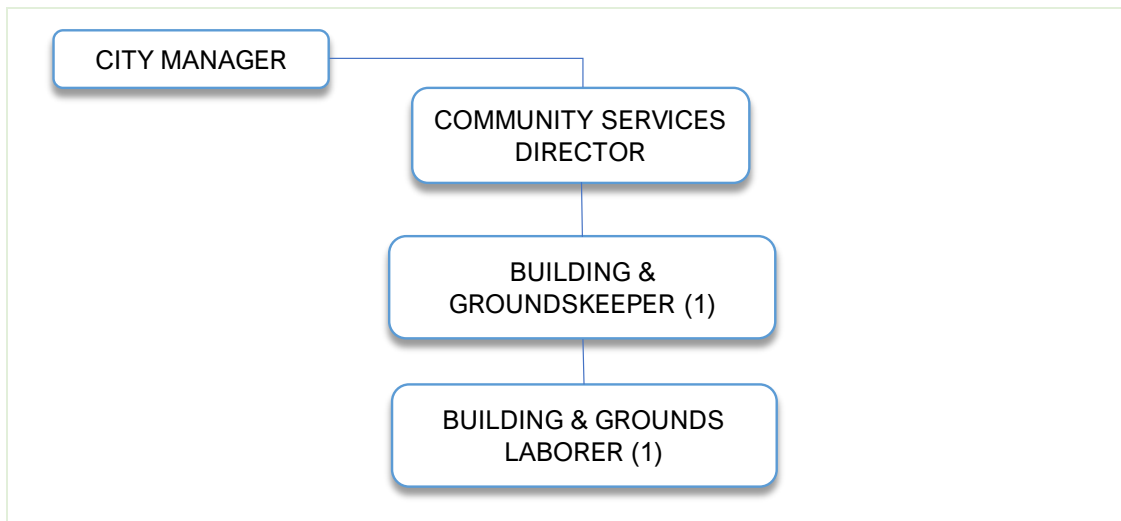 CITY MANAGER
COMMUNITY SERVICES
DIRECTOR
BUILDING &
GROUNDSKEEPER (1)
BUILDING & GROUNDS
LABORER (1)